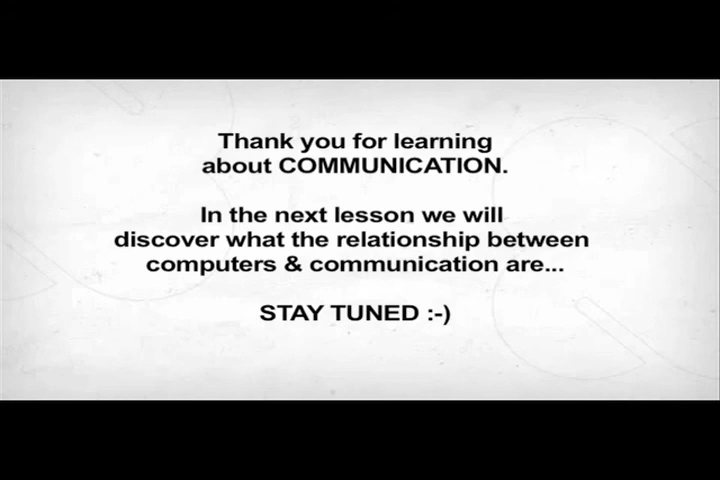 Thank you for learning
about COMMUNICATION.
In the next lesson we will
discover what the relationship between
computers & communication are...
STAY TUNED :-)